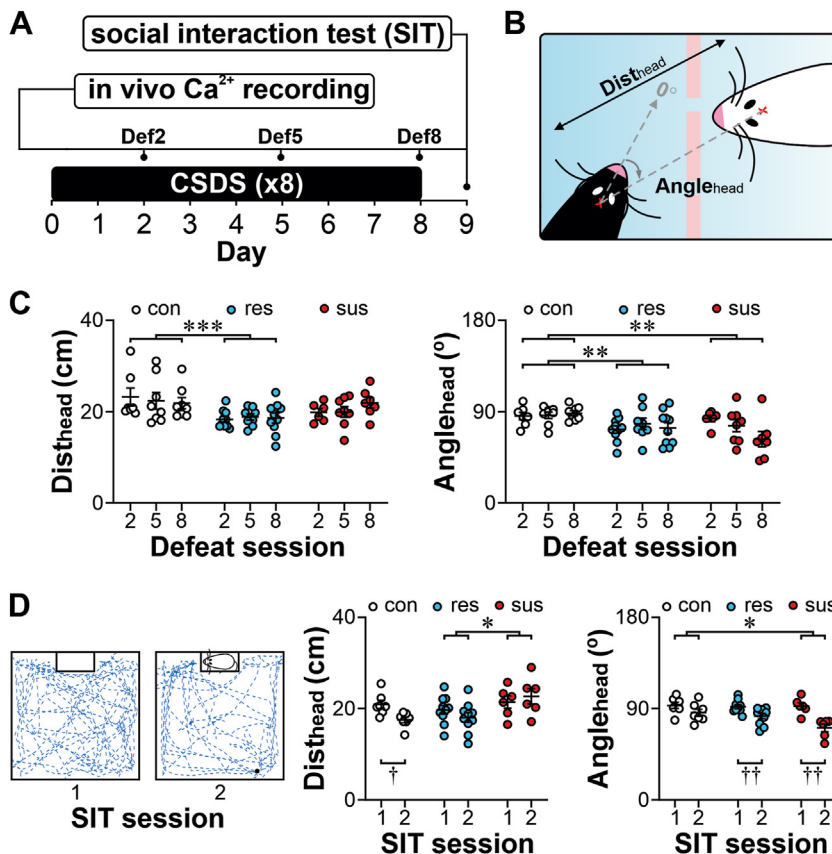 A
social interaction test (SIT)
in vivo Ca²⁺ recording
Def2 Def5 Def8
CSDS (x8)
0 1 2 3 4 5 6 7 8 9
Day
B
Disthead
0°
Anglehead
C
con res sus
40
***
20
0
Disthead (cm)
2 5 8 2 5 8 2 5 8
Defeat session
con res sus
180
**
**
90
0
Anglehead (°)
2 5 8 2 5 8 2 5 8
Defeat session
D
1 2
SIT session
con res sus
40
*
20
†
0
Disthead (cm)
1 2 1 2 1 2
SIT session
con res sus
180
*
90
†† ††
0
Anglehead (°)
1 2 1 2 1 2
SIT session